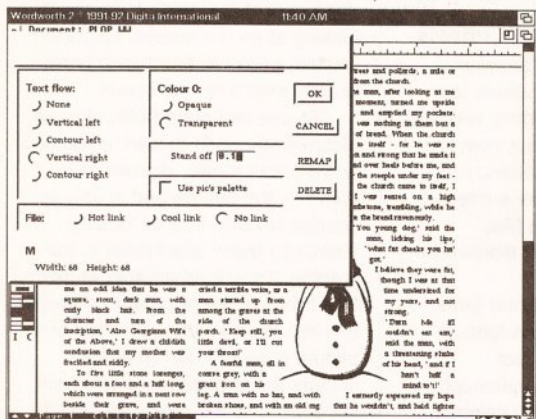 Wordworth 2 1991-92 Digita International 11:40 AM
Document: PLOP.WW
Text flow:
None
Vertical left
Contour left
Vertical right
Contour right
Colour 0:
Opaque
Transparent
Stand off 0.1
Use pic's palette
OK
CANCEL
REMAP
DELETE
File: Hot link Cool link No link
M
Width: 68 Height: 68
trees and pollards, a mile or
from the church.
man, after looking at me
moment, turned me upside
and emptied my pockets.
was nothing in them but a
of bread. When the church
to itself - for he was so
and strong that he made it
over heels before me, and
the steeple under my feet -
the church came to itself, I
I was seated on a high
tombstone, trembling, while he
the bread ravenously.
'You young dog,' said the
man, licking his lips,
'what fat cheeks you ha'
got.'
I believe they were fat,
though I was at that
time undersized for
my years, and not
strong.
'Darn Me if I
couldn't eat em,'
said the man, with
a threatening shake
of his head, 'and if I
han't half a
mind to't!'
I earnestly expressed my hope
that he wouldn't, and held tighter
me an odd idea that he was a
square, stout, dark man, with
curly black hair. From the
character and turn of the
inscription, 'Also Georgiana Wife
of the Above,' I drew a childish
conclusion that my mother was
freckled and sickly.
To five little stone lozenges,
each about a foot and a half long,
which were arranged in a neat row
beside their grave, and were
cried a terrible voice, as a
man started up from
among the graves at the
side of the church
porch. 'Keep still, you
little devil, or I'll cut
your throat!'
A fearful man, all in
coarse grey, with a
great iron on his
leg. A man with no hat, and with
broken shoes, and with an old rag
I C
Page 1